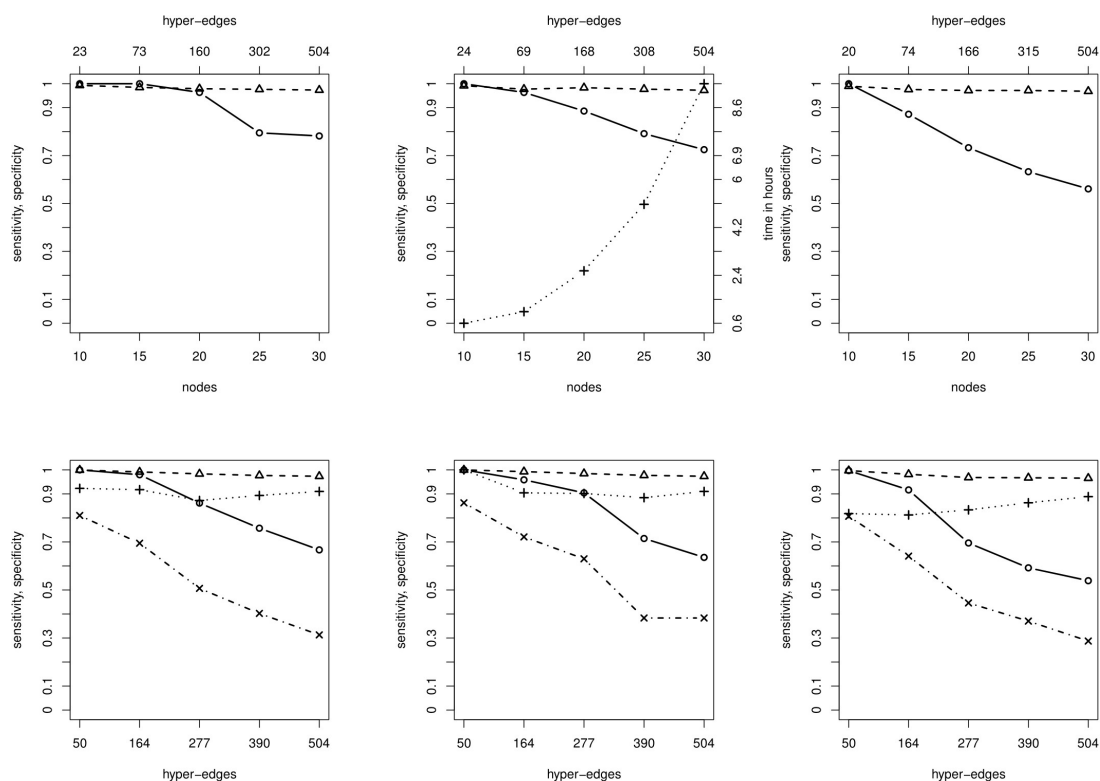 hyper−edges
23 73 160 302 504
sensitivity, specificity
1
0.9
0.7
0.5
0.3
0.1
0
10 15 20 25 30
nodes
hyper−edges
24 69 168 308 504
sensitivity, specificity
1
0.9
0.7
0.5
0.3
0.1
0
8.6
6.9
6
4.2
2.4
0.6
time in hours
10 15 20 25 30
nodes
hyper−edges
20 74 166 315 504
sensitivity, specificity
1
0.9
0.7
0.5
0.3
0.1
0
10 15 20 25 30
nodes
sensitivity, specificity
1
0.9
0.7
0.5
0.3
0.1
0
50 164 277 390 504
hyper−edges
sensitivity, specificity
1
0.9
0.7
0.5
0.3
0.1
0
50 164 277 390 504
hyper−edges
sensitivity, specificity
1
0.9
0.7
0.5
0.3
0.1
0
50 164 277 390 504
hyper−edges